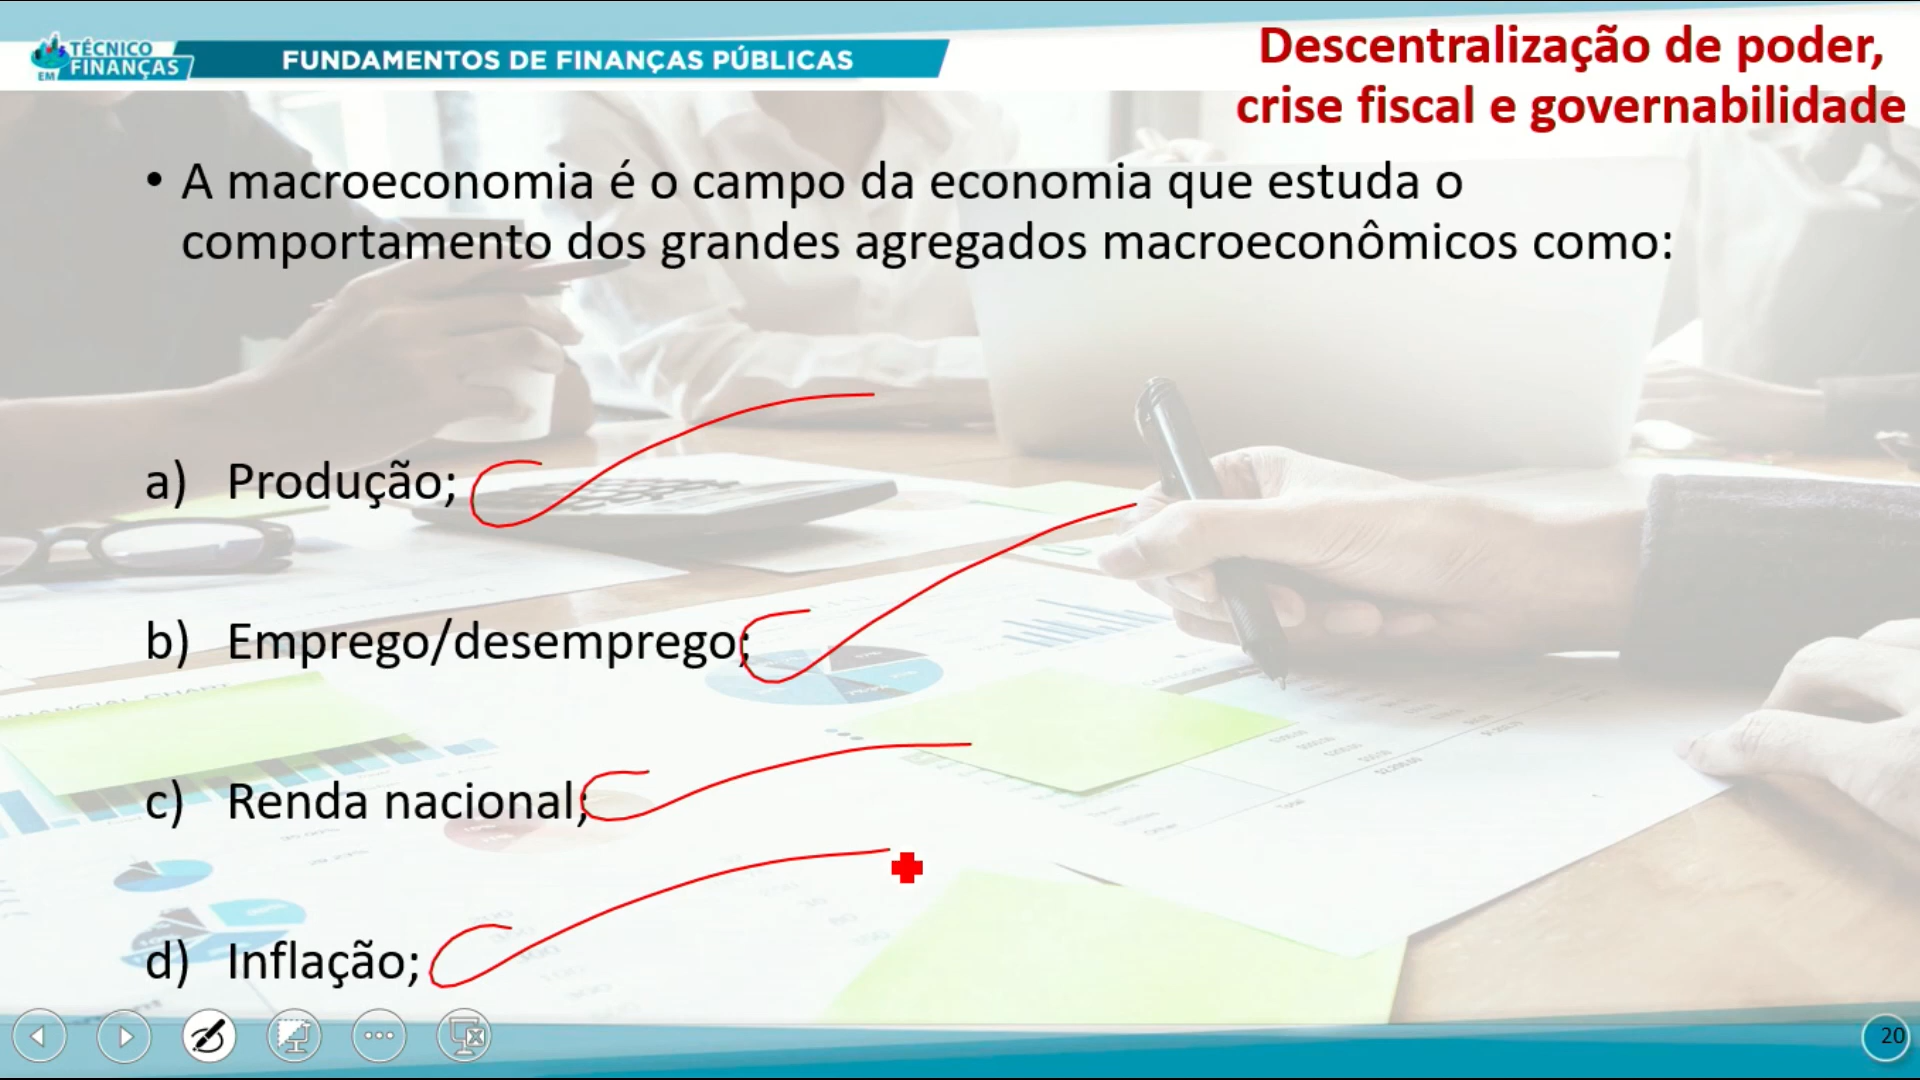 TÉCNICO
EM FINANÇAS
FUNDAMENTOS DE FINANÇAS PÚBLICAS
Descentralização de poder,
crise fiscal e governabilidade
• A macroeconomia é o campo da economia que estuda o
comportamento dos grandes agregados macroeconômicos como:
a) Produção;
b) Emprego/desemprego;
c) Renda nacional;
d) Inflação;
20